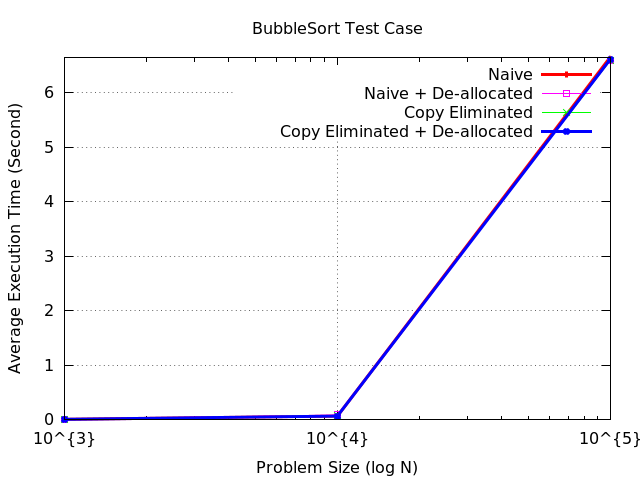 BubbleSort Test Case
Naive
Naive + De-allocated
Copy Eliminated
Copy Eliminated + De-allocated
Average Execution Time (Second)
6
5
4
3
2
1
0
10^{3}
10^{4}
10^{5}
Problem Size (log N)